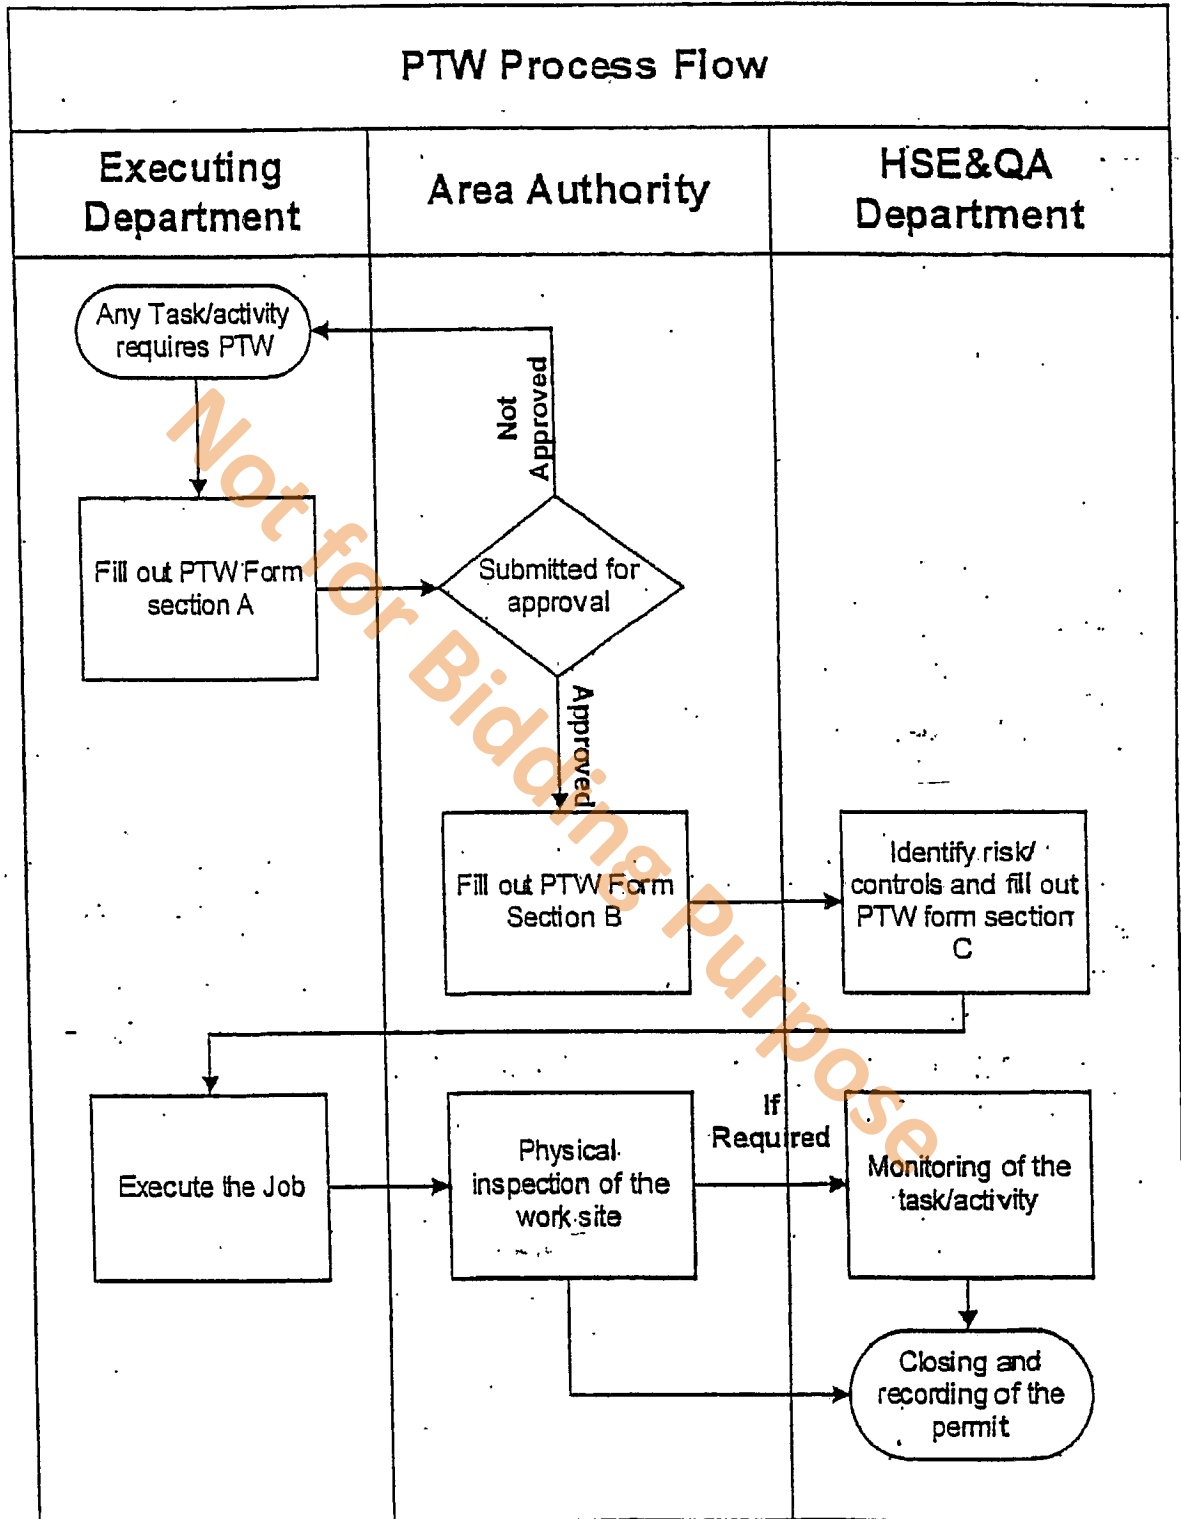 PTW Process Flow
Executing
Department
Area Authority
HSE&QA
Department
Any Task/activity
requires PTW
Not
Approved
Fill out PTW Form
section A
Submitted for
approval
Approved
Fill out PTW Form
Section B
Identify risk/
controls and fill out
PTW form section
C
Execute the Job
Physical
inspection of the
work site
If
Required
Monitoring of the
task/activity
Closing and
recording of the
permit
Not for Bidding Purpose